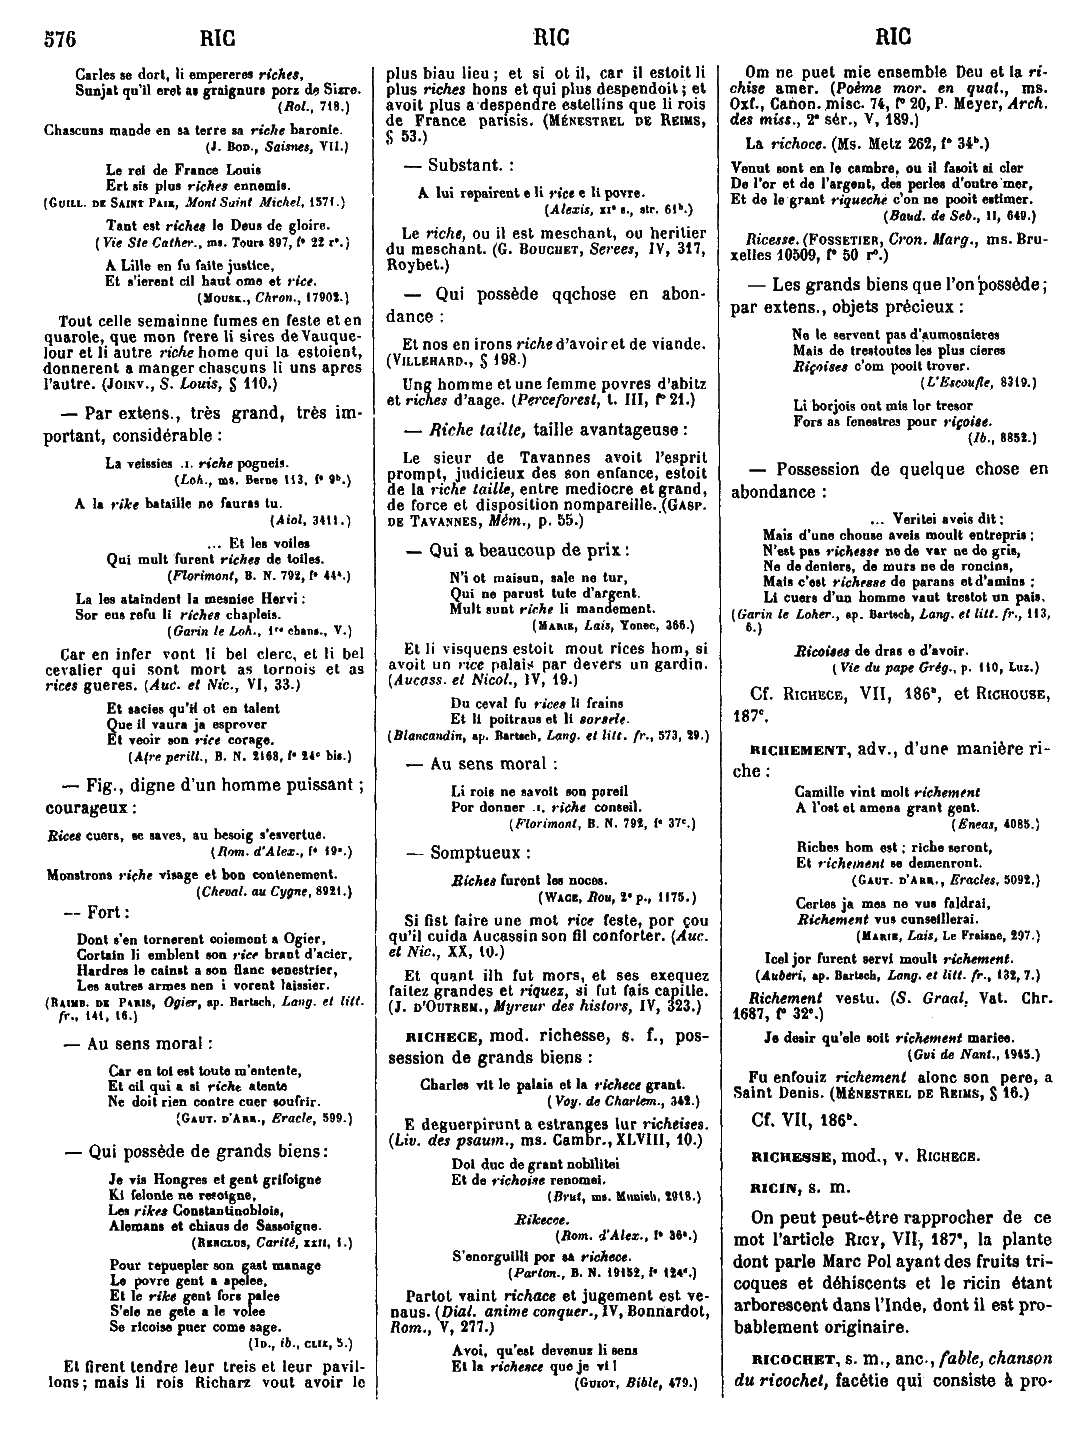 576 RIC RIC RIC
Carles se dort, li empereres riches,
Sunjat qu'il eret as graignurs porz de Sizre.
(Rol., 718.)
Chascuns mande en sa terre sa riche baronie.
(J. BOD., Saisnes, VII.)
Le rei de France Louis
Ert sis plus riches ennemis.
(GUILL. DE SAINT PAIR, Mont Saint Michel, 1571.)
Tant est riches le Deus de gloire.
(Vie Ste Cather., ms. Tours 897, f° 22 r°.)
A Lille en fu faite justice,
Et s'ierent cil haut ome et rice.
(MOUSK., Chron., 17902.)
Tout celle semainne fumes en feste et en
quarole, que mon frere li sires de Vauque-
lour et li autre riche home qui la estoient,
donnerent a manger chascuns li uns apres
l'autre. (JOINV., S. Louis, § 110.)
— Par extens., très grand, très im-
portant, considérable :
La veissies .I. riche pogneis.
(Loh., ms. Berne 113, f° 9b.)
A la rike bataille ne fauras tu.
(Aiol, 3411.)
... Et les voiles
Qui mult furent riches de toiles.
(Florimont, B. N. 792, f° 44a.)
La les ataindent la mesniee Hervi :
Sor eus refu li riches chapleis.
(Garin le Loh., 1re chans., V.)
Car en infer vont li bel clerc, et li bel
cevalier qui sont mort as tornois et as
rices gueres. (Auc. et Nic., VI, 33.)
Et sacies qu'il ot en talent
Que il vaura ja esprover
Et veoir son rice corage.
(Atre perill., B. N. 2168, f° 24c bis.)
— Fig., digne d'un homme puissant ;
courageux :
Rices cuers, se saves, au besoig s'esvertue.
(Rom. d'Alex., f° 19a.)
Monstrons riche visage et bon contenement.
(Cheval. au Cygne, 8921.)
— Fort :
Dont s'en tornerent coiement a Ogier,
Cortain li emblent son rice brant d'acier,
Hardres le cainst a son flanc senestrier,
Les autres armes nen i vorent laissier.
(RAIMB. DE PARIS, Ogier, ap. Bartsch, Lang. et litt.
fr., 141, 16.)
— Au sens moral :
Car en toi est toute m'entente,
Et cil qui a si riche atente
Ne doit rien contre cuer soufrir.
(GAUT. D'ARR., Eracle, 599.)
— Qui possède de grands biens :
Je vis Hongres et gent grifoigne
Ki felonie ne resoigne,
Les rikes Constantinoblois,
Alemans et chiaus de Sassoigne.
(RENCLUS, Carité, XXII, 1.)
Pour repuepler son gast manage
Le povre gent a apelee,
Et le rike gent fors palee
S'ele ne gete a le volee
Se ricoise puer come sage.
(ID., ib., CLIX, 5.)
Et firent tendre leur treis et leur pavil-
lons ; mais li rois Richarz vout avoir le
plus biau lieu ; et si ot il, car il estoit li
plus riches hons et qui plus despendoit ; et
avoit plus a despendre estellins que li rois
de France parisis. (MÉNESTREL DE REIMS,
§ 53.)
— Substant. :
A lui repairent e li rice e li povre.
(Alexis, XIe s., str. 61b.)
Le riche, ou il est meschant, ou heritier
du meschant. (G. BOUCHET, Serees, IV, 317,
Roybet.)
— Qui possède qqchose en abon-
dance :
Et nos en irons riche d'avoir et de viande.
(VILLEHARD., § 198.)
Ung homme et une femme povres d'abitz
et riches d'aage. (Perceforest, t. III, f° 21.)
— Riche taille, taille avantageuse :
Le sieur de Tavannes avoit l'esprit
prompt, judicieux des son enfance, estoit
de la riche taille, entre mediocre et grand,
de force et disposition nompareille. (GASP.
DE TAVANNES, Mém., p. 55.)
— Qui a beaucoup de prix :
N'i ot maisun, sale ne tur,
Qui ne parust tute d'argent.
Mult sunt riche li mandement.
(MARIE, Lais, Yonec, 366.)
Et li visquens estoit mout rices hom, si
avoit un rice palais par devers un gardin.
(Aucass. et Nicol., IV, 19.)
Du ceval fu rices li frains
Et li poitraus et li sorsele.
(Blancandin, ap. Bartsch, Lang. et litt. fr., 573, 29.)
— Au sens moral :
Li rois ne savoit son pareil
Por donner .I. riche conseil.
(Florimont, B. N. 792, f° 37c.)
— Somptueux :
Riches furent les noces.
(WACE, Rou, 2e p., 1175.)
Si fist faire une mot rice feste, por çou
qu'il cuida Aucassin son fil conforter. (Auc.
et Nic., XX, 10.)
Et quant ilh fut mors, et ses exequez
faitez grandes et riquez, si fut fais capitle.
(J. D'OUTREM., Myreur des histors, IV, 323.)
RICHECE, mod. richesse, s. f., pos-
session de grands biens :
Charles vit le palais et la richece grant.
(Voy. de Charlem., 342.)
E deguerpirunt a estranges lur richeises.
(Liv. des psaum., ms. Cambr., XLVIII, 10.)
Dol duc de grant nobilitei
Et de richoise renomei.
(Brut, ms. Munich, 2918.)
Rikecce.
(Rom. d'Alex., f° 36a.)
S'enorguilli por sa richece.
(Parton., B. N. 19152, f° 124c.)
Partot vaint richace et jugement est ve-
naus. (Dial. anime conquer., IV, Bonnardot,
Rom., V, 277.)
Avoi, qu'est devenuz li sens
Et la richesce que je vi !
(GUIOT, Bible, 479.)
Om ne puet mie ensemble Deu et la ri-
chise amer. (Poème mor. en quat., ms.
Oxf., Canon. misc. 74, f° 20, P. Meyer, Arch.
des miss., 2e sér., V, 189.)
La richoce. (Ms. Metz 262, f° 34b.)
Venut sont en le cambre, ou il fasoit si cler
De l'or et de l'argent, des perles d'outre mer,
Et de le grant riqueche c'on ne pooit estimer.
(Baud. de Seb., II, 649.)
Ricesse. (FOSSETIER, Cron. Marg., ms. Bru-
xelles 10509, f° 50 r°.)
— Les grands biens que l'on possède ;
par extens., objets précieux :
Ne le servent pas d'aumosnieres
Mais de trestoutes les plus cieres
Riçoises c'om pooit trover.
(L'Escoufle, 8319.)
Li borjois ont mis lor tresor
Fors as fenestres pour riçoise.
(Ib., 8852.)
— Possession de quelque chose en
abondance :
... Veritei aveis dit :
Mais d'une chouse aveis moult entrepris ;
N'est pas richesse ne de var ne de gris,
Ne de deniers, de murs ne de roncins,
Mais c'est richesse de parans et d'amins ;
Li cuers d'un homme vaut trestot un pais.
(Garin le Loher., ap. Bartsch, Lang. et litt. fr., 113,
6.)
Ricoises de dras e d'avoir.
(Vie du pape Grég., p. 110, Luz.)
Cf. RICHECE, VII, 186a, et RICHOUSE,
187c.
RICHEMENT, adv., d'une manière ri-
che :
Camille vint molt richement
A l'ost et amena grant gent.
(Eneas, 4085.)
Riches hom est ; riche seront,
Et richement se demenront.
(GAUT. D'ARR., Eracles, 5092.)
Certes ja mes ne vus faldrai,
Richement vus cunseillerai.
(MARIE, Lais, Le Fraisne, 297.)
Icel jor furent servi moult richement.
(Auberi, ap. Bartsch, Lang. et litt. fr., 132, 7.)
Richement vestu. (S. Graal, Vat. Chr.
1687, f° 32c.)
Je desir qu'ele soit richement mariee.
(Gui de Nant., 1945.)
Fu enfouiz richement alonc son pere, a
Saint Denis. (MÉNESTREL DE REIMS, § 16.)
Cf. VII, 186b.
RICHESSE, mod., v. RICHECE.
RICIN, s. m.
On peut peut-être rapprocher de ce
mot l'article RICY, VII, 187a, la plante
dont parle Marc Pol ayant des fruits tri-
coques et déhiscents et le ricin étant
arborescent dans l'Inde, dont il est pro-
bablement originaire.
RICOCHET, s. m., anc., fable, chanson
du ricochet, facétie qui consiste à pro-